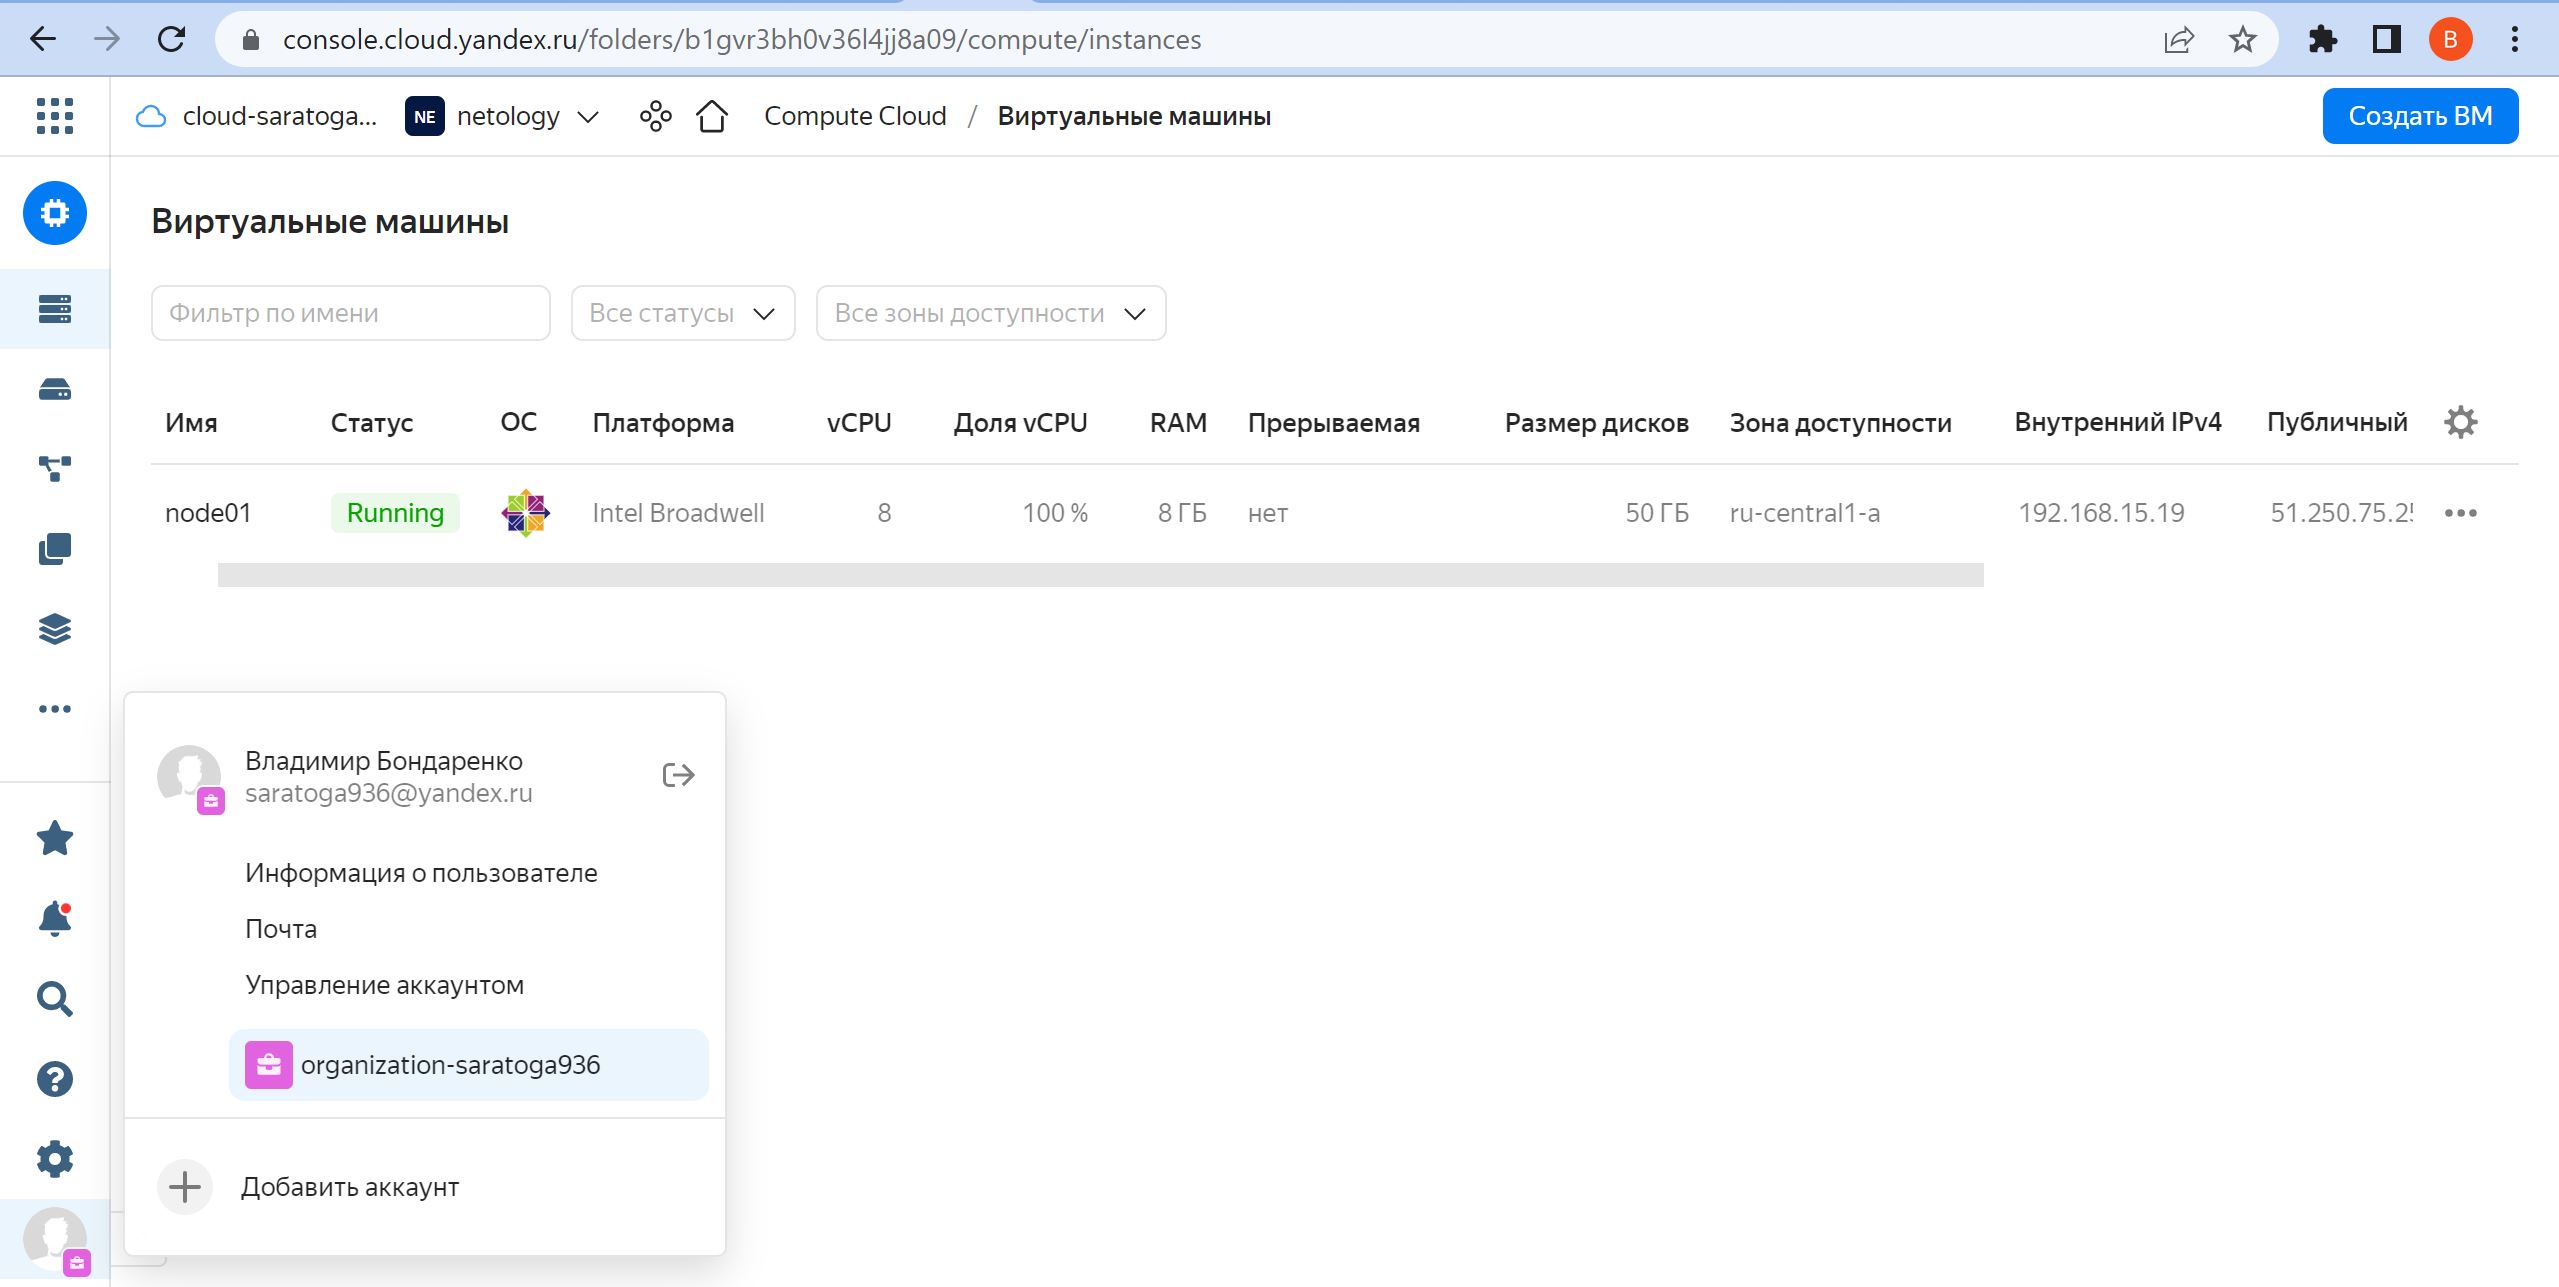 console.cloud.yandex.ru/folders/b1gvr3bh0v36l4jj8a09/compute/instances
B
cloud-saratoga... NE netology Compute Cloud / Виртуальные машины Создать ВМ
Виртуальные машины
Фильтр по имени Все статусы Все зоны доступности
Имя Статус ОС Платформа vCPU Доля vCPU RAM Прерываемая Размер дисков Зона доступности Внутренний IPv4 Публичный
node01 Running Intel Broadwell 8 100 % 8 ГБ нет 50 ГБ ru-central1-a 192.168.15.19 51.250.75.2
Владимир Бондаренко
saratoga936@yandex.ru
Информация о пользователе
Почта
Управление аккаунтом
organization-saratoga936
Добавить аккаунт